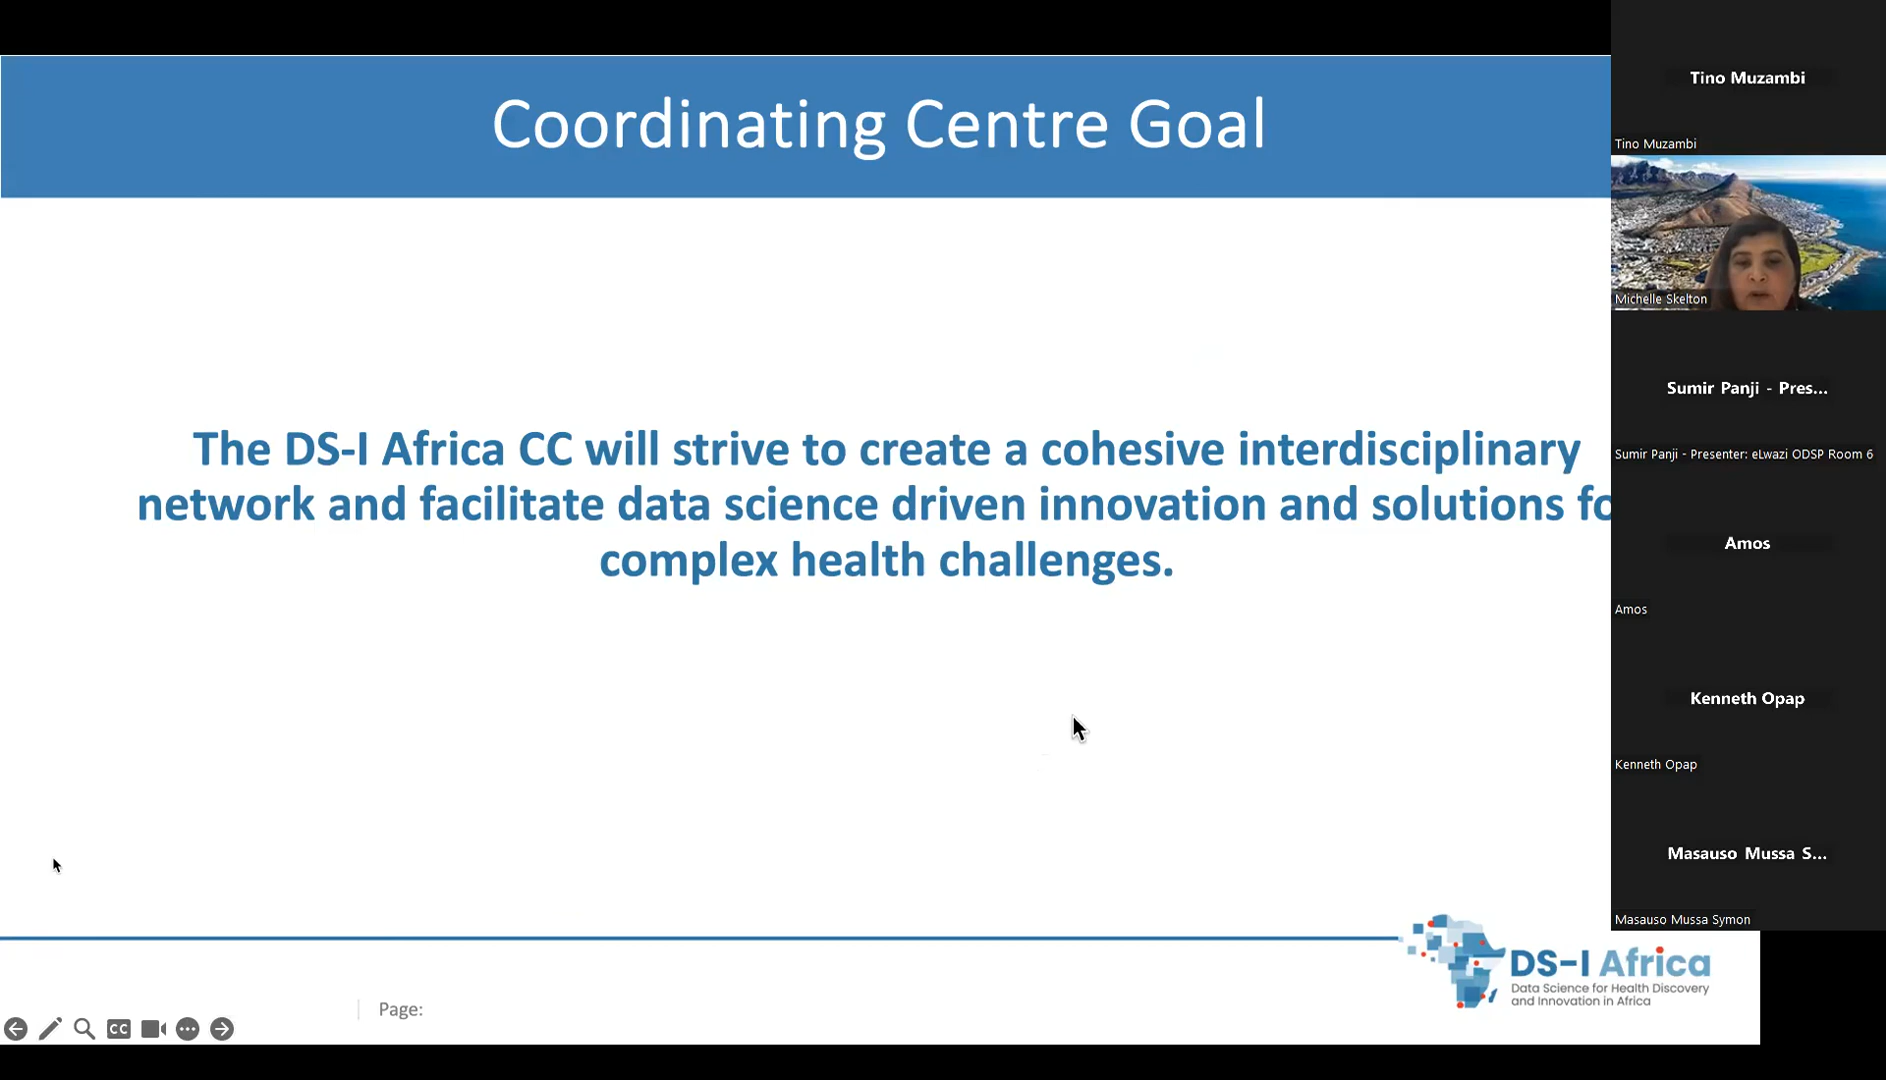 Coordinating Centre Goal
The DS-I Africa CC will strive to create a cohesive interdisciplinary
network and facilitate data science driven innovation and solutions fo
complex health challenges.
DS-I Africa
Data Science for Health Discovery
and Innovation in Africa
Page:
CC
Tino Muzambi
Tino Muzambi
Michelle Skelton
Sumir Panji - Pres...
Sumir Panji - Presenter: eLwazi ODSP Room 6
Amos
Amos
Kenneth Opap
Kenneth Opap
Masauso Mussa S...
Masauso Mussa Symon